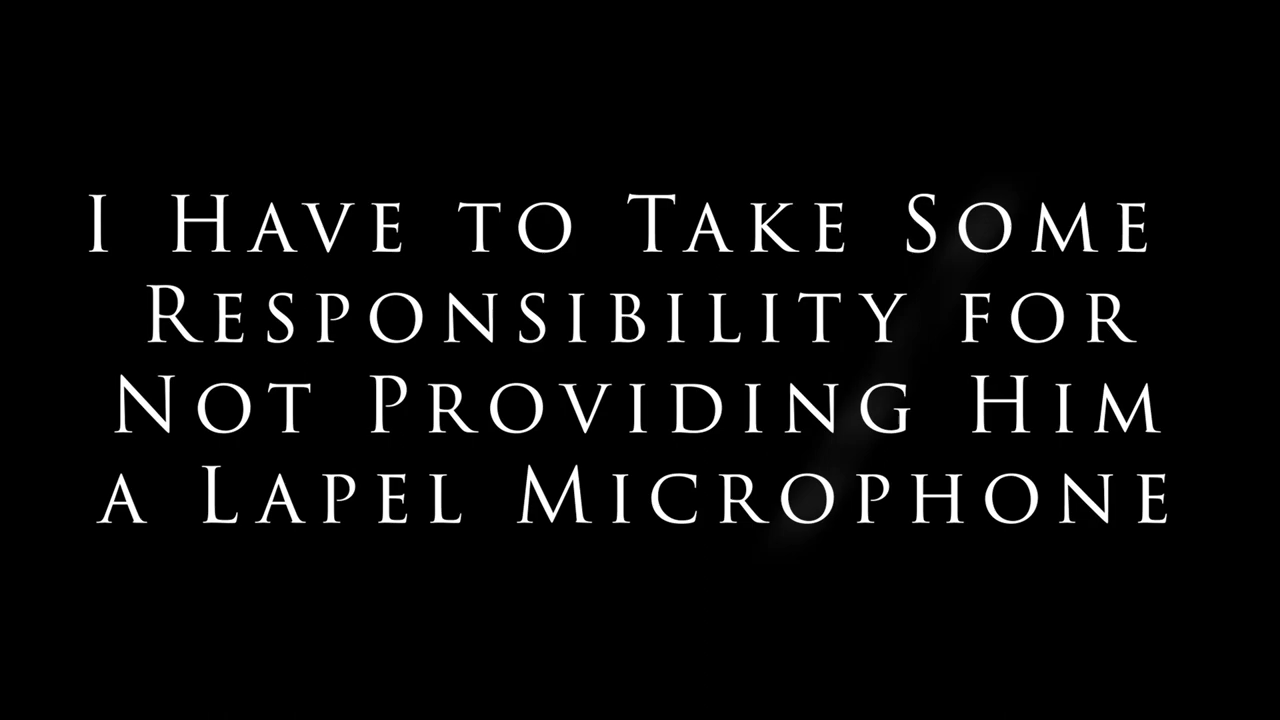 I Have to Take Some
Responsibility for
Not Providing Him
a Lapel Microphone